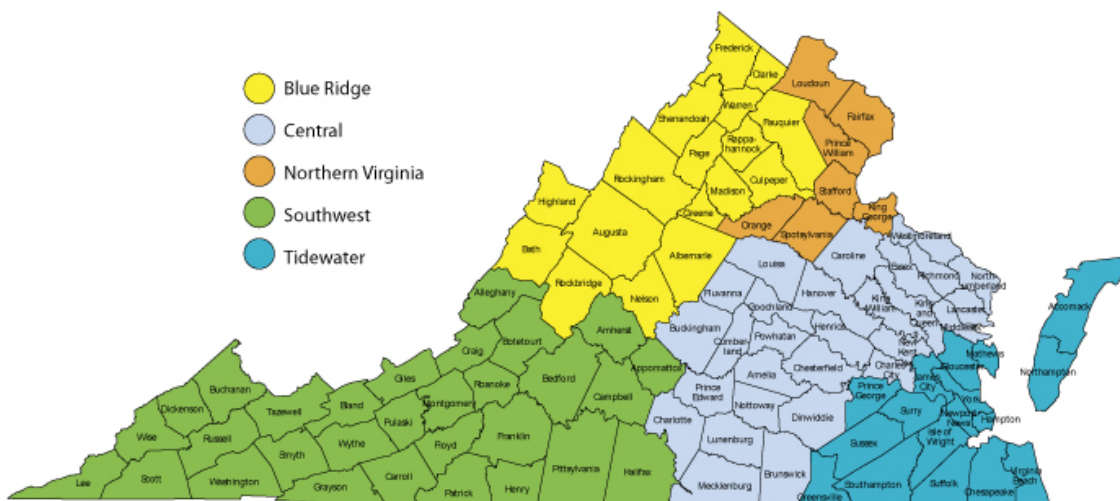 Blue Ridge
Central
Northern Virginia
Southwest
Tidewater
Frederick
Clarke
Loudoun
Warren
Shenandoah
Fauquier
Fairfax
Page
Rappa-
hannock
Prince
William
Rockingham
Culpeper
Madison
Stafford
Highland
Greene
King
George
Orange
Spotsylvania
Augusta
Westmoreland
Bath
Albemarle
Caroline
Louisa
Essex
Richmond
North
umberland
Rockbridge
Alleghany
Nelson
Fluvanna
Goochland
Hanover
King
William
King
and
Queen
Lancaster
Accomack
Amherst
Buckingham
Powhatan
Henrico
Middlesex
Cumber-
land
New
Kent
Botetourt
Craig
Appomattox
Amelia
Chesterfield
Charles
City
Mathews
Gloucester
Northampton
Giles
Roanoke
Bedford
Campbell
Prince
Edward
Prince
George
James
City
Buchanan
Bland
Montgomery
Nottoway
Dinwiddie
York
Dickenson
Tazewell
Pulaski
Charlotte
Surry
Newport
News
Hampton
Wise
Russell
Wythe
Floyd
Franklin
Lunenburg
Sussex
Isle of
Wright
Smyth
Lee
Scott
Washington
Grayson
Carroll
Patrick
Henry
Pittsylvania
Halifax
Mecklenburg
Brunswick
Greensville
Southampton
Suffolk
Chesapeake
Virginia
Beach